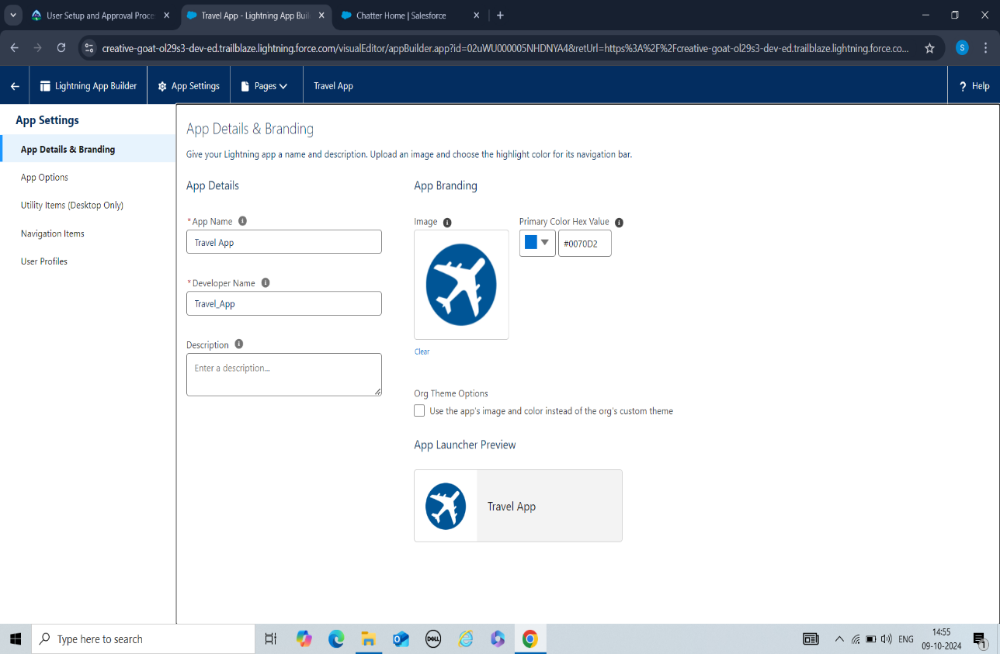 User Setup and Approval Proce
Travel App - Lightning App Buil
Chatter Home | Salesforce
creative-goat-ol29s3-dev-ed.trailblaze.lightning.force.com/visualEditor/appBuilder.app?id=02uWU000005NHDNYA4&retUrl=https%3A%2F%2Fcreative-goat-ol29s3-dev-ed.trailblaze.lightning.force.co...
S
Lightning App Builder
App Settings
Pages
Travel App
? Help
App Settings
App Details & Branding
App Options
Utility Items (Desktop Only)
Navigation Items
User Profiles
App Details & Branding
Give your Lightning app a name and description. Upload an image and choose the highlight color for its navigation bar.
App Details
*App Name
Travel App
*Developer Name
Travel_App
Description
Enter a description...
App Branding
Image
Primary Color Hex Value
#0070D2
Clear
Org Theme Options
Use the app's image and color instead of the org's custom theme
App Launcher Preview
Travel App
Type here to search
DELL
ENG
14:55
09-10-2024
1